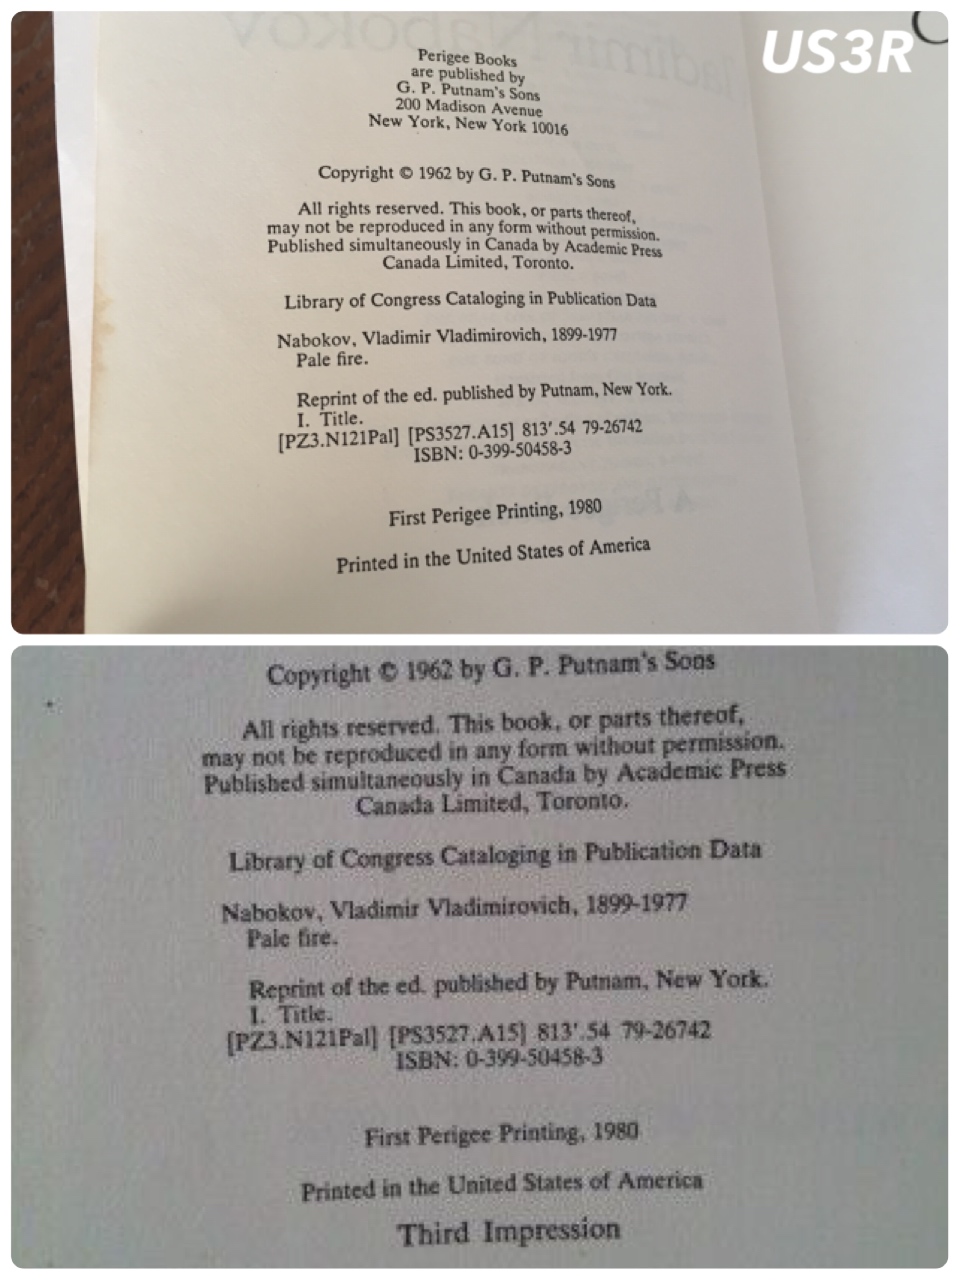 US3R
Perigee Books
are published by
G. P. Putnam's Sons
200 Madison Avenue
New York, New York 10016
Copyright © 1962 by G. P. Putnam's Sons
All rights reserved. This book, or parts thereof,
may not be reproduced in any form without permission.
Published simultaneously in Canada by Academic Press
Canada Limited, Toronto.
Library of Congress Cataloging in Publication Data
Nabokov, Vladimir Vladimirovich, 1899-1977
Pale fire.
Reprint of the ed. published by Putnam, New York.
I. Title.
[PZ3.N121Pal] [PS3527.A15] 813'.54 79-26742
ISBN: 0-399-50458-3
First Perigee Printing, 1980
Printed in the United States of America
Copyright © 1962 by G. P. Putnam's Sons
All rights reserved. This book, or parts thereof,
may not be reproduced in any form without permission.
Published simultaneously in Canada by Academic Press
Canada Limited, Toronto.
Library of Congress Cataloging in Publication Data
Nabokov, Vladimir Vladimirovich, 1899-1977
Pale fire.
Reprint of the ed. published by Putnam, New York.
I. Title.
[PZ3.N121Pal] [PS3527.A15] 813'.54 79-26742
ISBN: 0-399-50458-3
First Perigee Printing, 1980
Printed in the United States of America
Third Impression